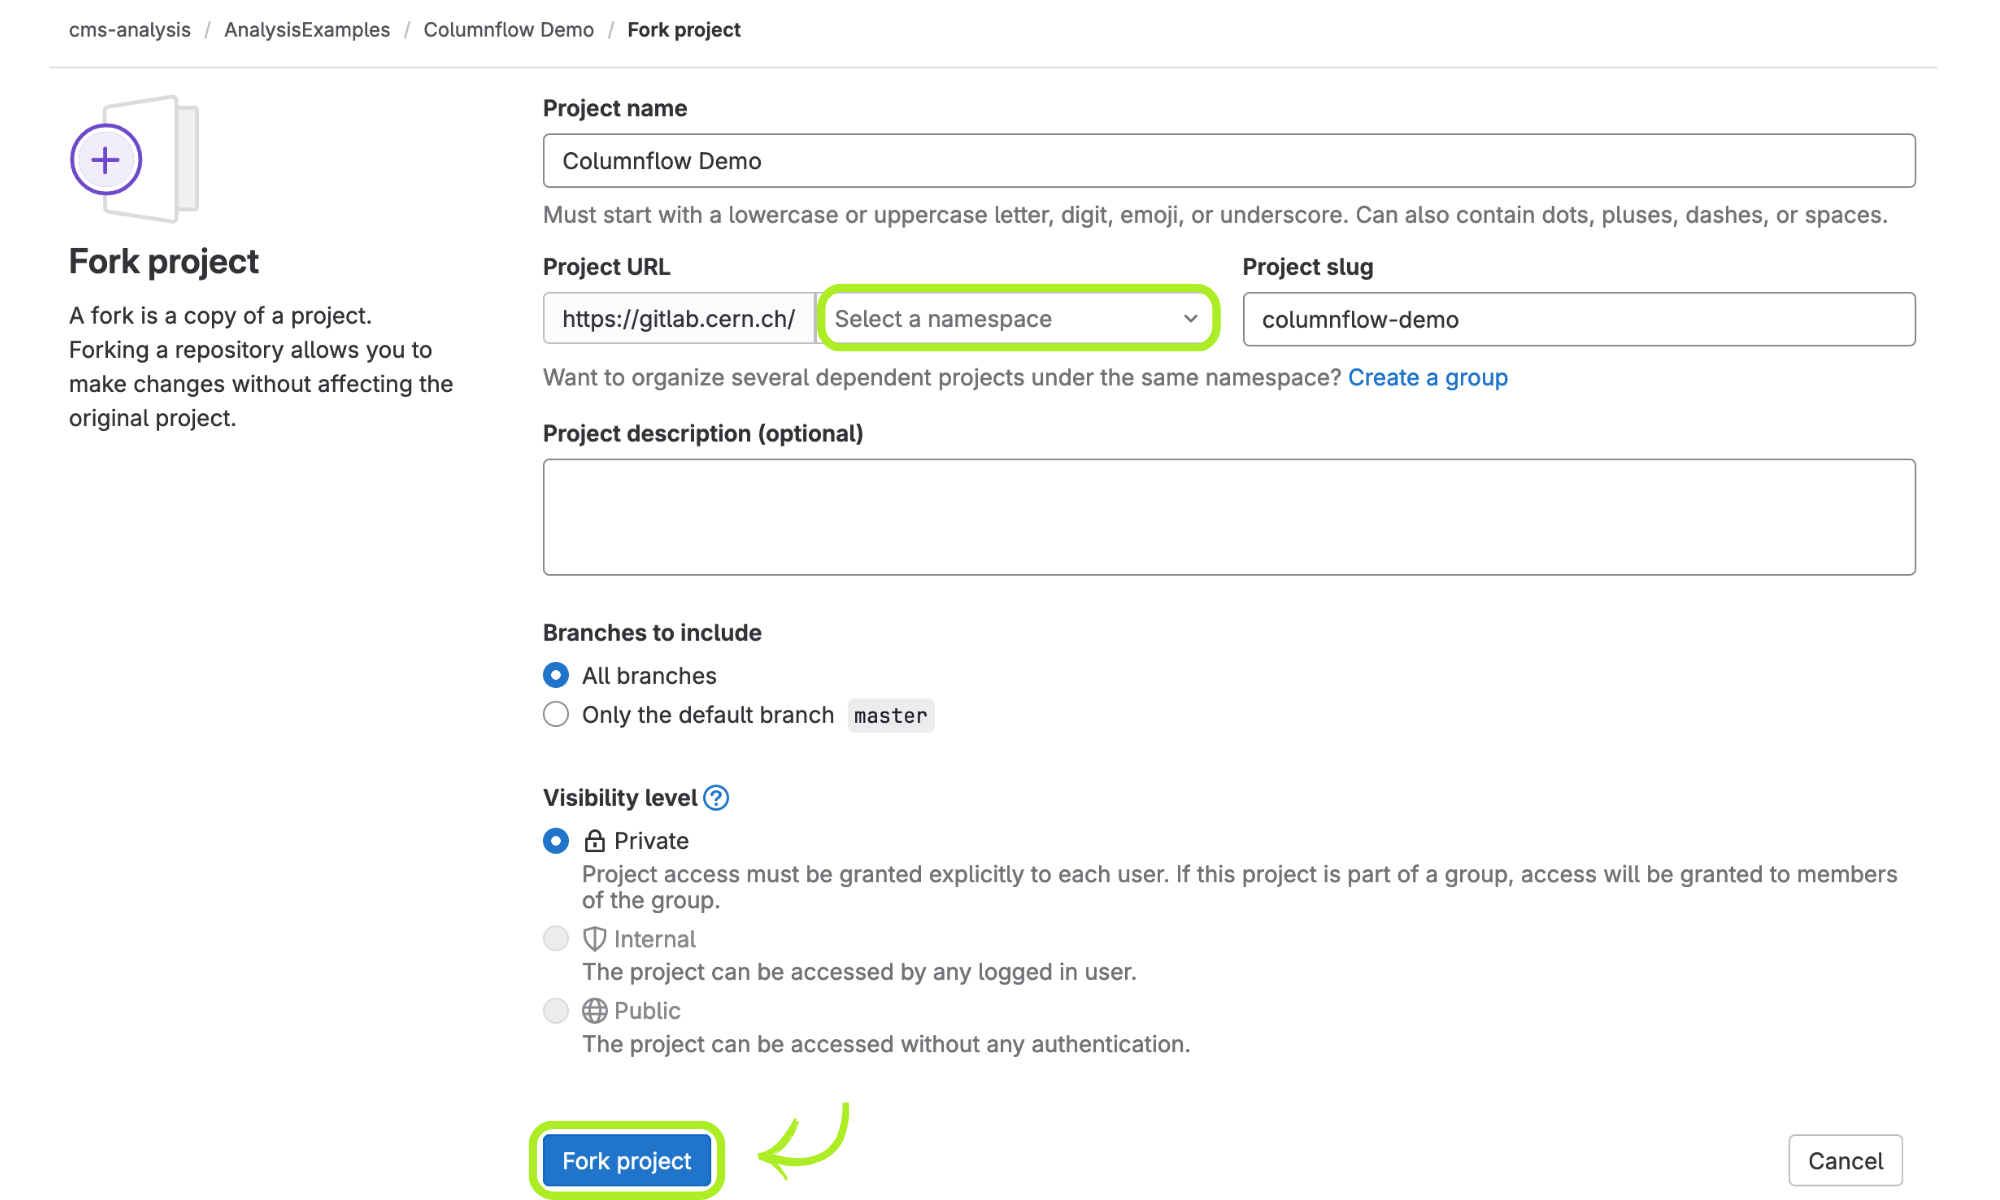 cms-analysis / AnalysisExamples / Columnflow Demo / Fork project
Fork project
A fork is a copy of a project.
Forking a repository allows you to
make changes without affecting the
original project.
Project name
Columnflow Demo
Must start with a lowercase or uppercase letter, digit, emoji, or underscore. Can also contain dots, pluses, dashes, or spaces.
Project URL
https://gitlab.cern.ch/
Select a namespace
Project slug
columnflow-demo
Want to organize several dependent projects under the same namespace? Create a group
Project description (optional)
Branches to include
All branches
Only the default branch master
Visibility level ?
Private
Project access must be granted explicitly to each user. If this project is part of a group, access will be granted to members
of the group.
Internal
The project can be accessed by any logged in user.
Public
The project can be accessed without any authentication.
Fork project
Cancel